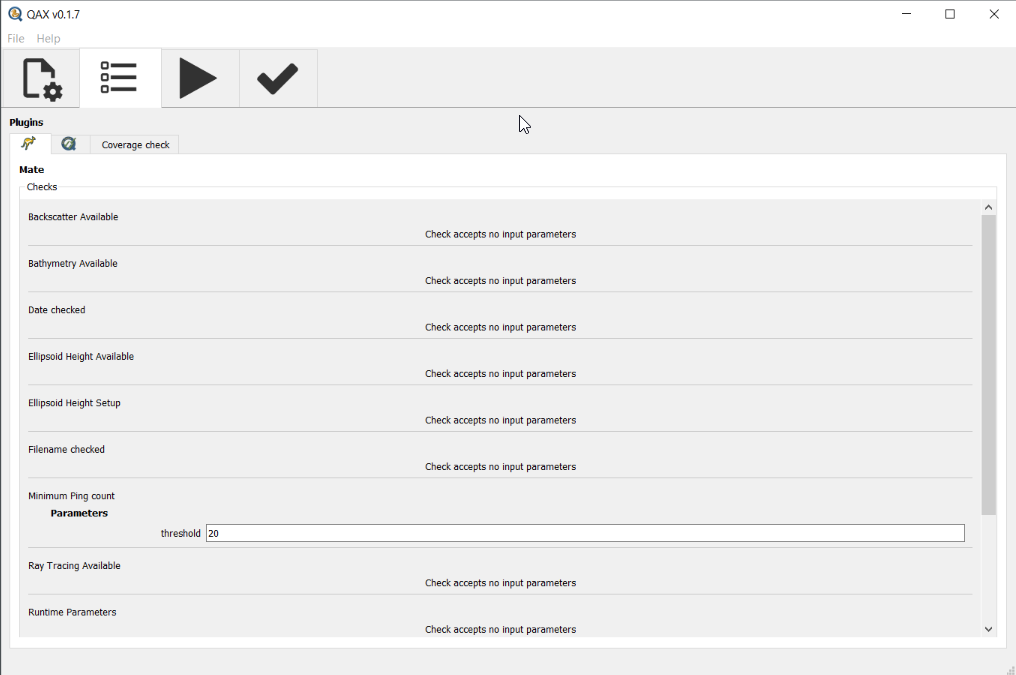 QAX v0.1.7
File Help
Plugins
Coverage check
Mate
Checks
Backscatter Available
Check accepts no input parameters
Bathymetry Available
Check accepts no input parameters
Date checked
Check accepts no input parameters
Ellipsoid Height Available
Check accepts no input parameters
Ellipsoid Height Setup
Check accepts no input parameters
Filename checked
Check accepts no input parameters
Minimum Ping count
Parameters
threshold 20
Ray Tracing Available
Check accepts no input parameters
Runtime Parameters
Check accepts no input parameters